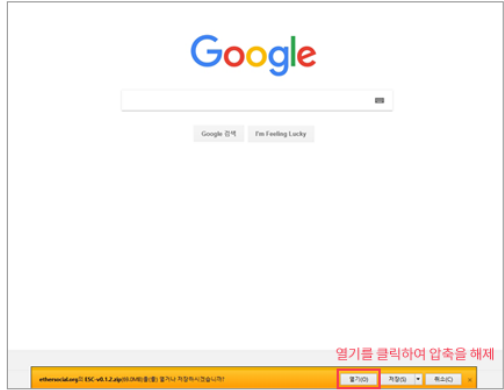 Google
Google 검색 I'm Feeling Lucky
열기를 클릭하여 압축을 해제
ethersocial.org의 ESC-v0.1.2.zip(60.0MB)을(를) 열거나 저장하시겠습니까?
열기(O) 저장(S) 취소(C) ×